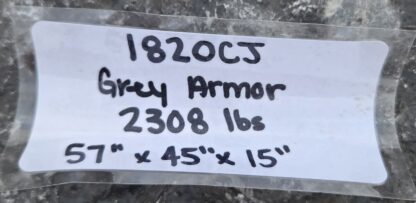 1820CJ
Grey Armor
2308 lbs
57" x 45" x 15"